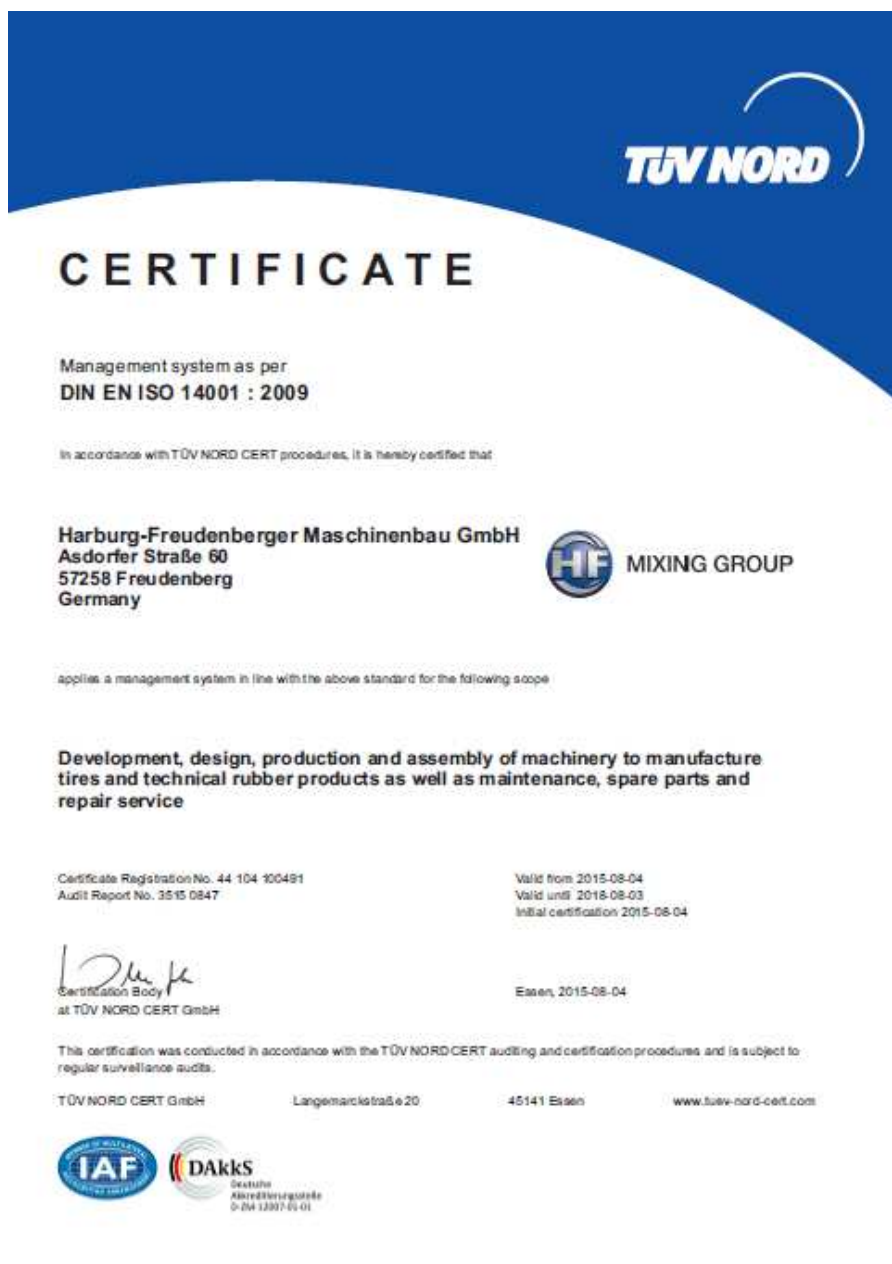 TÜV NORD
CERTIFICATE
Management system as per
DIN EN ISO 14001 : 2009
In accordance with TÜV NORD CERT procedures, it is hereby certified that
Harburg-Freudenberger Maschinenbau GmbH
Asdorfer Straße 60
57258 Freudenberg
Germany
HF MIXING GROUP
applies a management system in line with the above standard for the following scope
Development, design, production and assembly of machinery to manufacture
tires and technical rubber products as well as maintenance, spare parts and
repair service
Certificate Registration No. 44 104 100491
Audit Report No. 3515 0847
Valid from 2015-08-04
Valid until 2018-08-03
Initial certification 2015-08-04
Certification Body
at TÜV NORD CERT GmbH
Essen, 2015-08-04
This certification was conducted in accordance with the TÜV NORD CERT auditing and certification procedures and is subject to
regular surveillance audits.
TÜV NORD CERT GmbH Langemarckstraße 20 45141 Essen www.tuev-nord-cert.com
IAF
DAkkS
Deutsche
Akkreditierungsstelle
D-ZM-12007-01-01